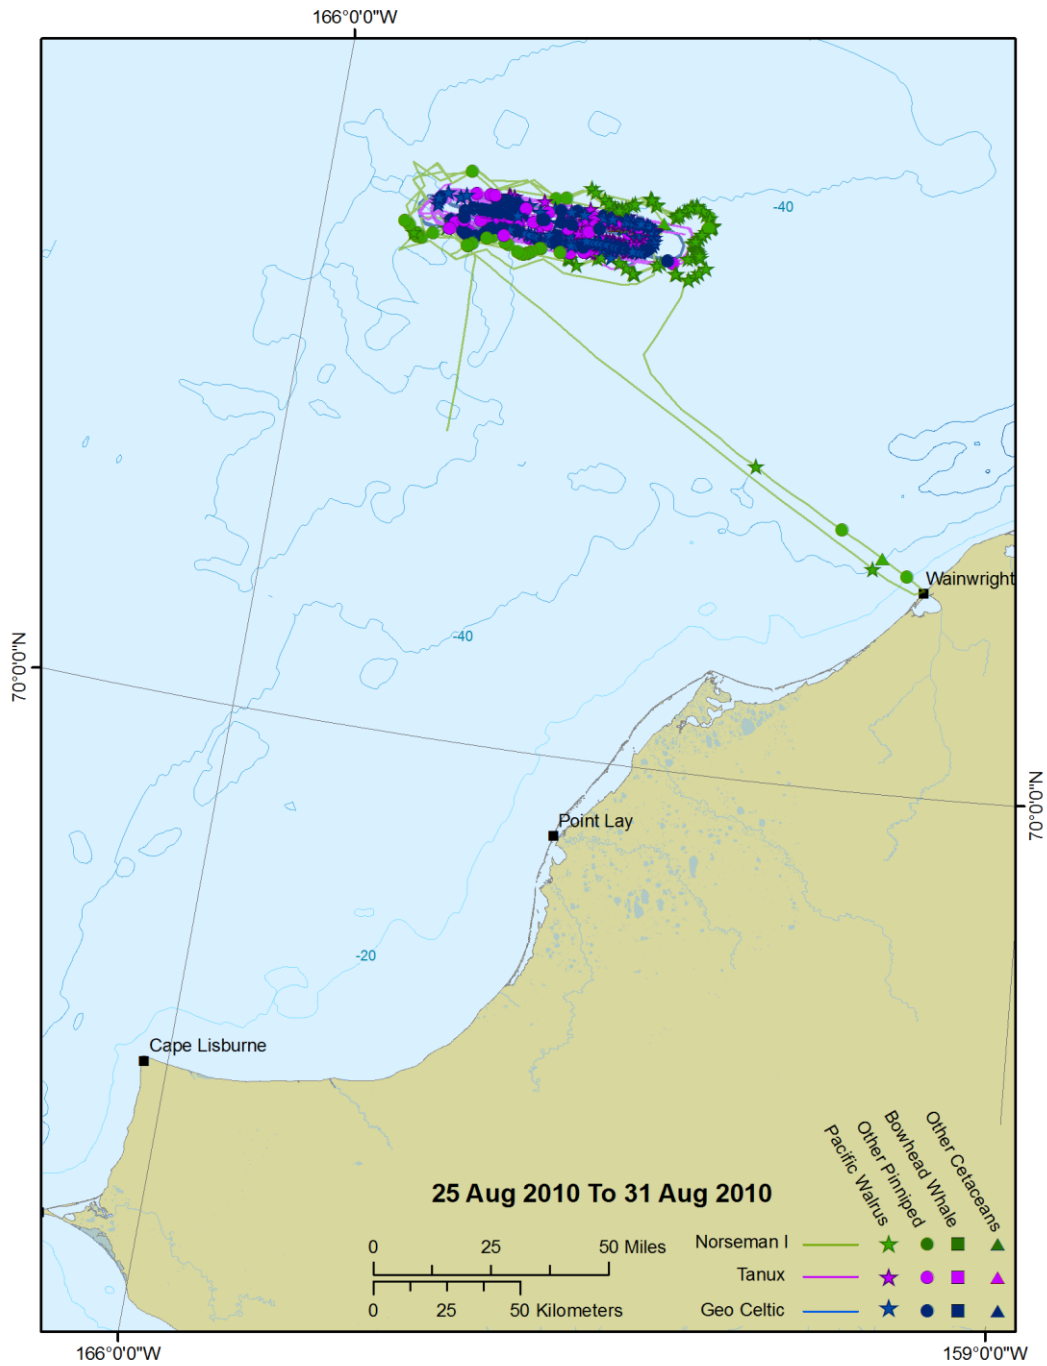 166°0'0"W
-40
Wainwright
-40
70°0'0"N
70°0'0"N
Point Lay
-20
Cape Lisburne
Pacific Walrus
Other Pinniped
Bowhead Whale
Other Cetaceans
25 Aug 2010 To 31 Aug 2010
0 25 50 Miles
0 25 50 Kilometers
Norseman I
Tanux
Geo Celtic
166°0'0"W
159°0'0"W